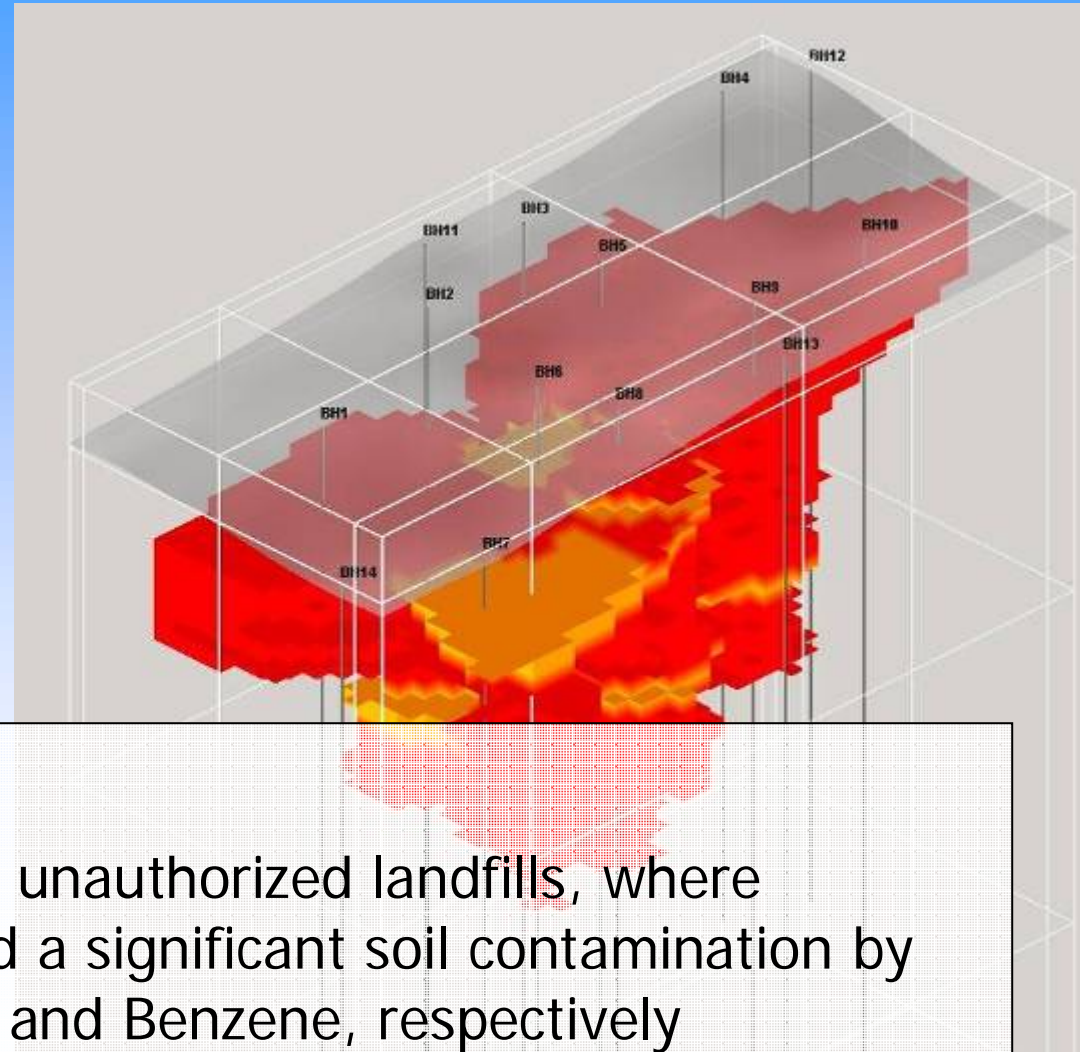 BH12
BH4
BH3
BH11
BH10
BH5
BH9
BH2
BH13
BH6
BH8
BH1
BH7
BH14
unauthorized landfills, where
d a significant soil contamination by
and Benzene, respectively